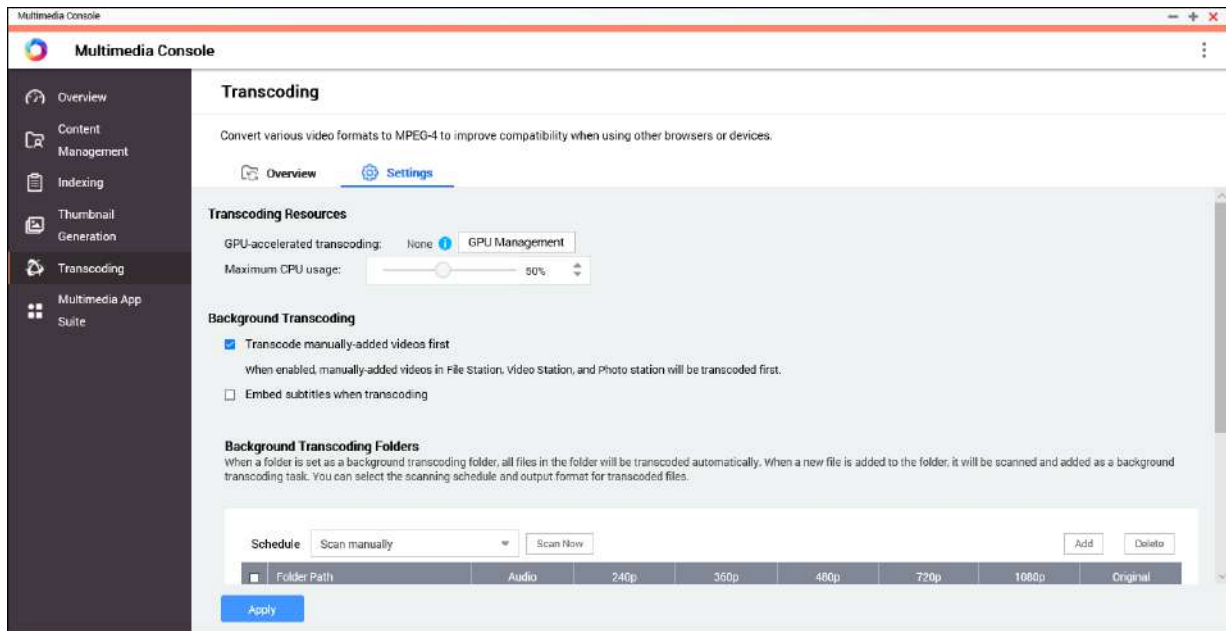 Multimedia Console
Multimedia Console
Overview
Content
Management
Indexing
Thumbnail
Generation
Transcoding
Multimedia App
Suite
Transcoding
Convert various video formats to MPEG-4 to improve compatibility when using other browsers or devices.
Overview
Settings
Transcoding Resources
GPU-accelerated transcoding: None GPU Management
Maximum CPU usage: 50%
Background Transcoding
Transcode manually-added videos first
When enabled, manually-added videos in File Station, Video Station, and Photo station will be transcoded first.
Embed subtitles when transcoding
Background Transcoding Folders
When a folder is set as a background transcoding folder, all files in the folder will be transcoded automatically. When a new file is added to the folder, it will be scanned and added as a background
transcoding task. You can select the scanning schedule and output format for transcoded files.
Schedule Scan manually Scan Now Add Delete
Folder Path Audio 240p 360p 480p 720p 1080p Original
Apply